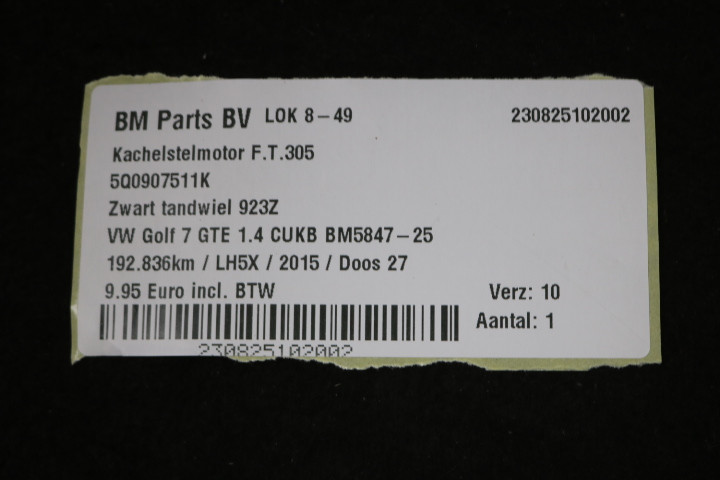 BM Parts BV LOK 8-49 230825102002
Kachelstelmotor F.T.305
5Q0907511K
Zwart tandwiel 923Z
VW Golf 7 GTE 1.4 CUKB BM5847-25
192.836km / LH5X / 2015 / Doos 27
9.95 Euro incl. BTW Verz: 10
Aantal: 1
230825102002